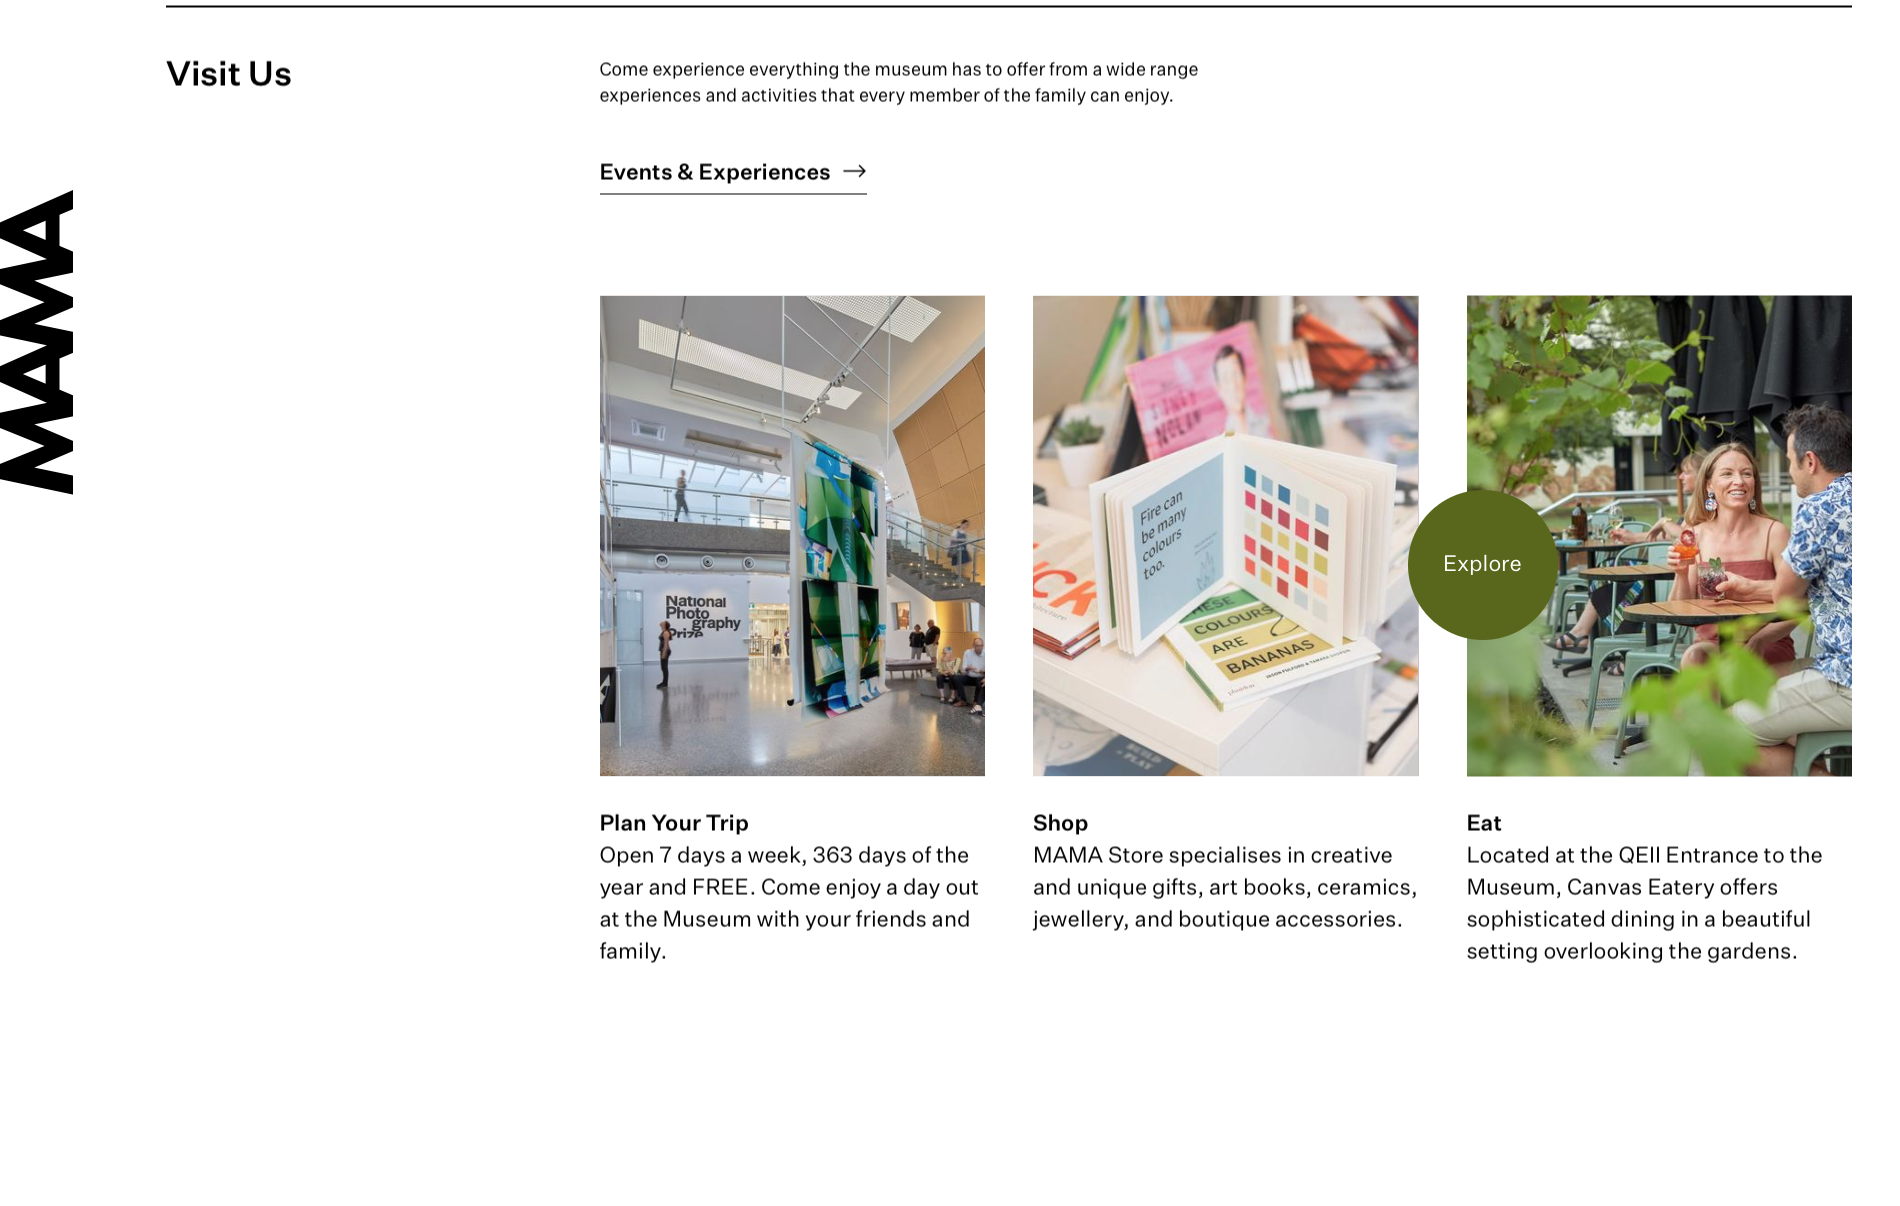 Visit Us
Come experience everything the museum has to offer from a wide range
experiences and activities that every member of the family can enjoy.
Events & Experiences →
MAMA
National
Photo
graphy
Prize
Fire can
be many
colours
too.
COLOURS
ARE
BANANAS
Explore
Plan Your Trip
Open 7 days a week, 363 days of the
year and FREE. Come enjoy a day out
at the Museum with your friends and
family.
Shop
MAMA Store specialises in creative
and unique gifts, art books, ceramics,
jewellery, and boutique accessories.
Eat
Located at the QEII Entrance to the
Museum, Canvas Eatery offers
sophisticated dining in a beautiful
setting overlooking the gardens.